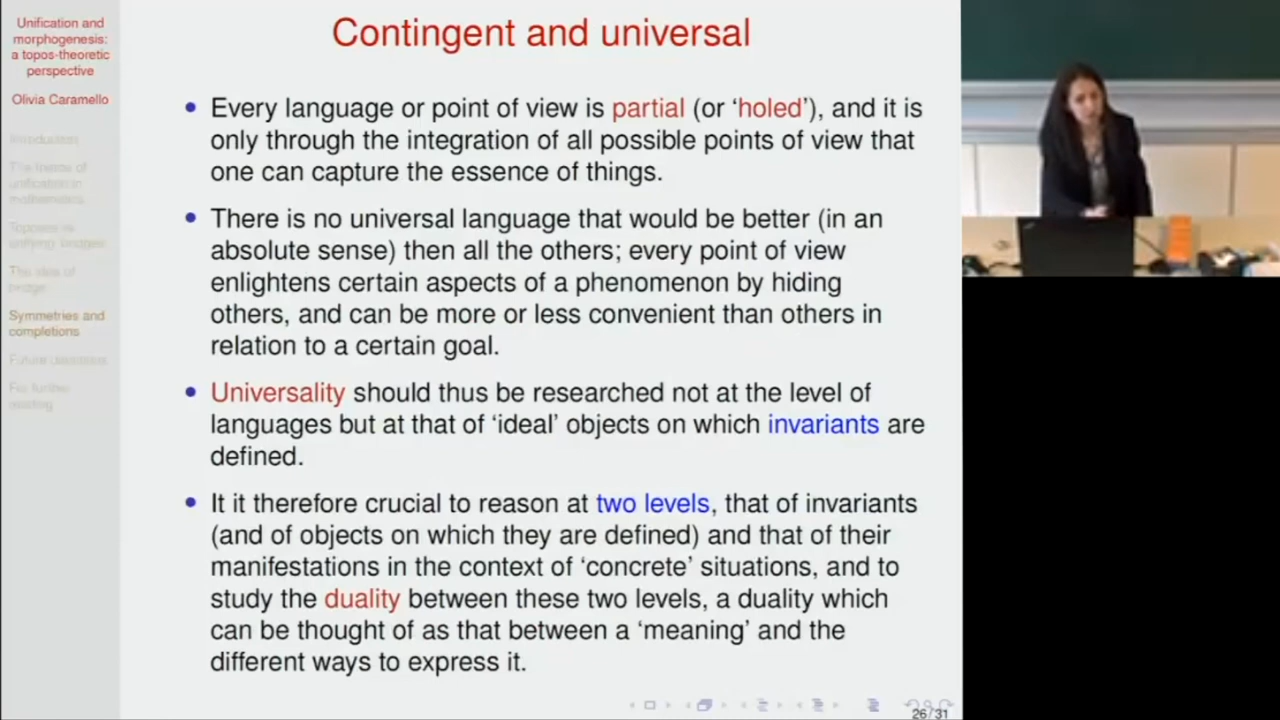 Unification and
morphogenesis:
a topos-theoretic
perspective
Olivia Caramello
Introduction
The theme of
unification in
mathematics
Toposes as
unifying 'bridges'
The idea of
bridge
Symmetries and
completions
Future directions
For further
reading
Contingent and universal
Every language or point of view is partial (or ‘holed’), and it is
only through the integration of all possible points of view that
one can capture the essence of things.
There is no universal language that would be better (in an
absolute sense) then all the others; every point of view
enlightens certain aspects of a phenomenon by hiding
others, and can be more or less convenient than others in
relation to a certain goal.
Universality should thus be researched not at the level of
languages but at that of ‘ideal’ objects on which invariants are
defined.
It it therefore crucial to reason at two levels, that of invariants
(and of objects on which they are defined) and that of their
manifestations in the context of ‘concrete’ situations, and to
study the duality between these two levels, a duality which
can be thought of as that between a ‘meaning’ and the
different ways to express it.
26/31